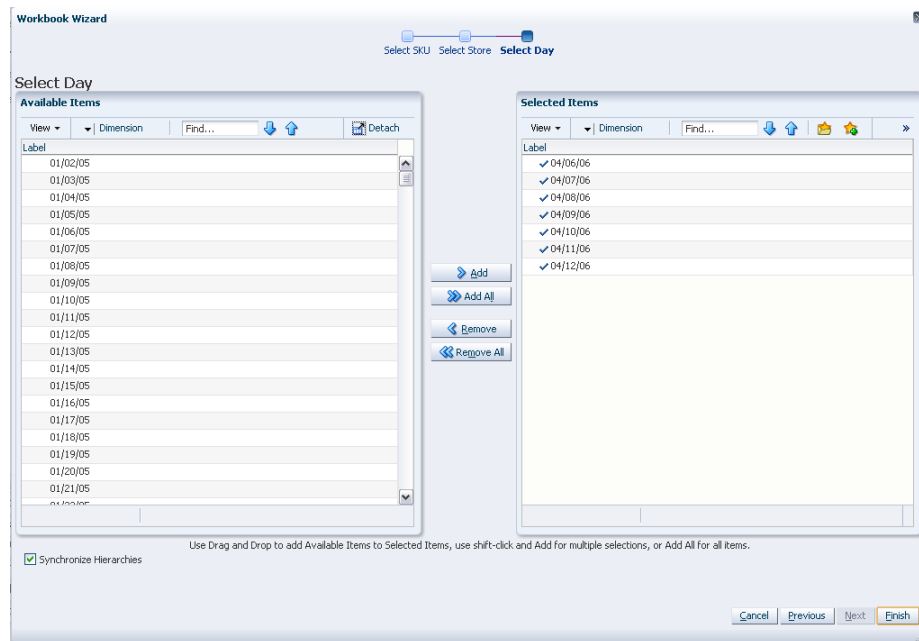 Workbook Wizard
Select SKU Select Store Select Day
Select Day
Available Items
View Dimension Find... Detach
Label
01/02/05
01/03/05
01/04/05
01/05/05
01/06/05
01/07/05
01/08/05
01/09/05
01/10/05
01/11/05
01/12/05
01/13/05
01/14/05
01/15/05
01/16/05
01/17/05
01/18/05
01/19/05
01/20/05
01/21/05
Add
Add All
Remove
Remove All
Selected Items
View Dimension Find... »
Label
04/06/06
04/07/06
04/08/06
04/09/06
04/10/06
04/11/06
04/12/06
Use Drag and Drop to add Available Items to Selected Items, use shift-click and Add for multiple selections, or Add All for all items.
Synchronize Hierarchies
Cancel Previous Next Finish